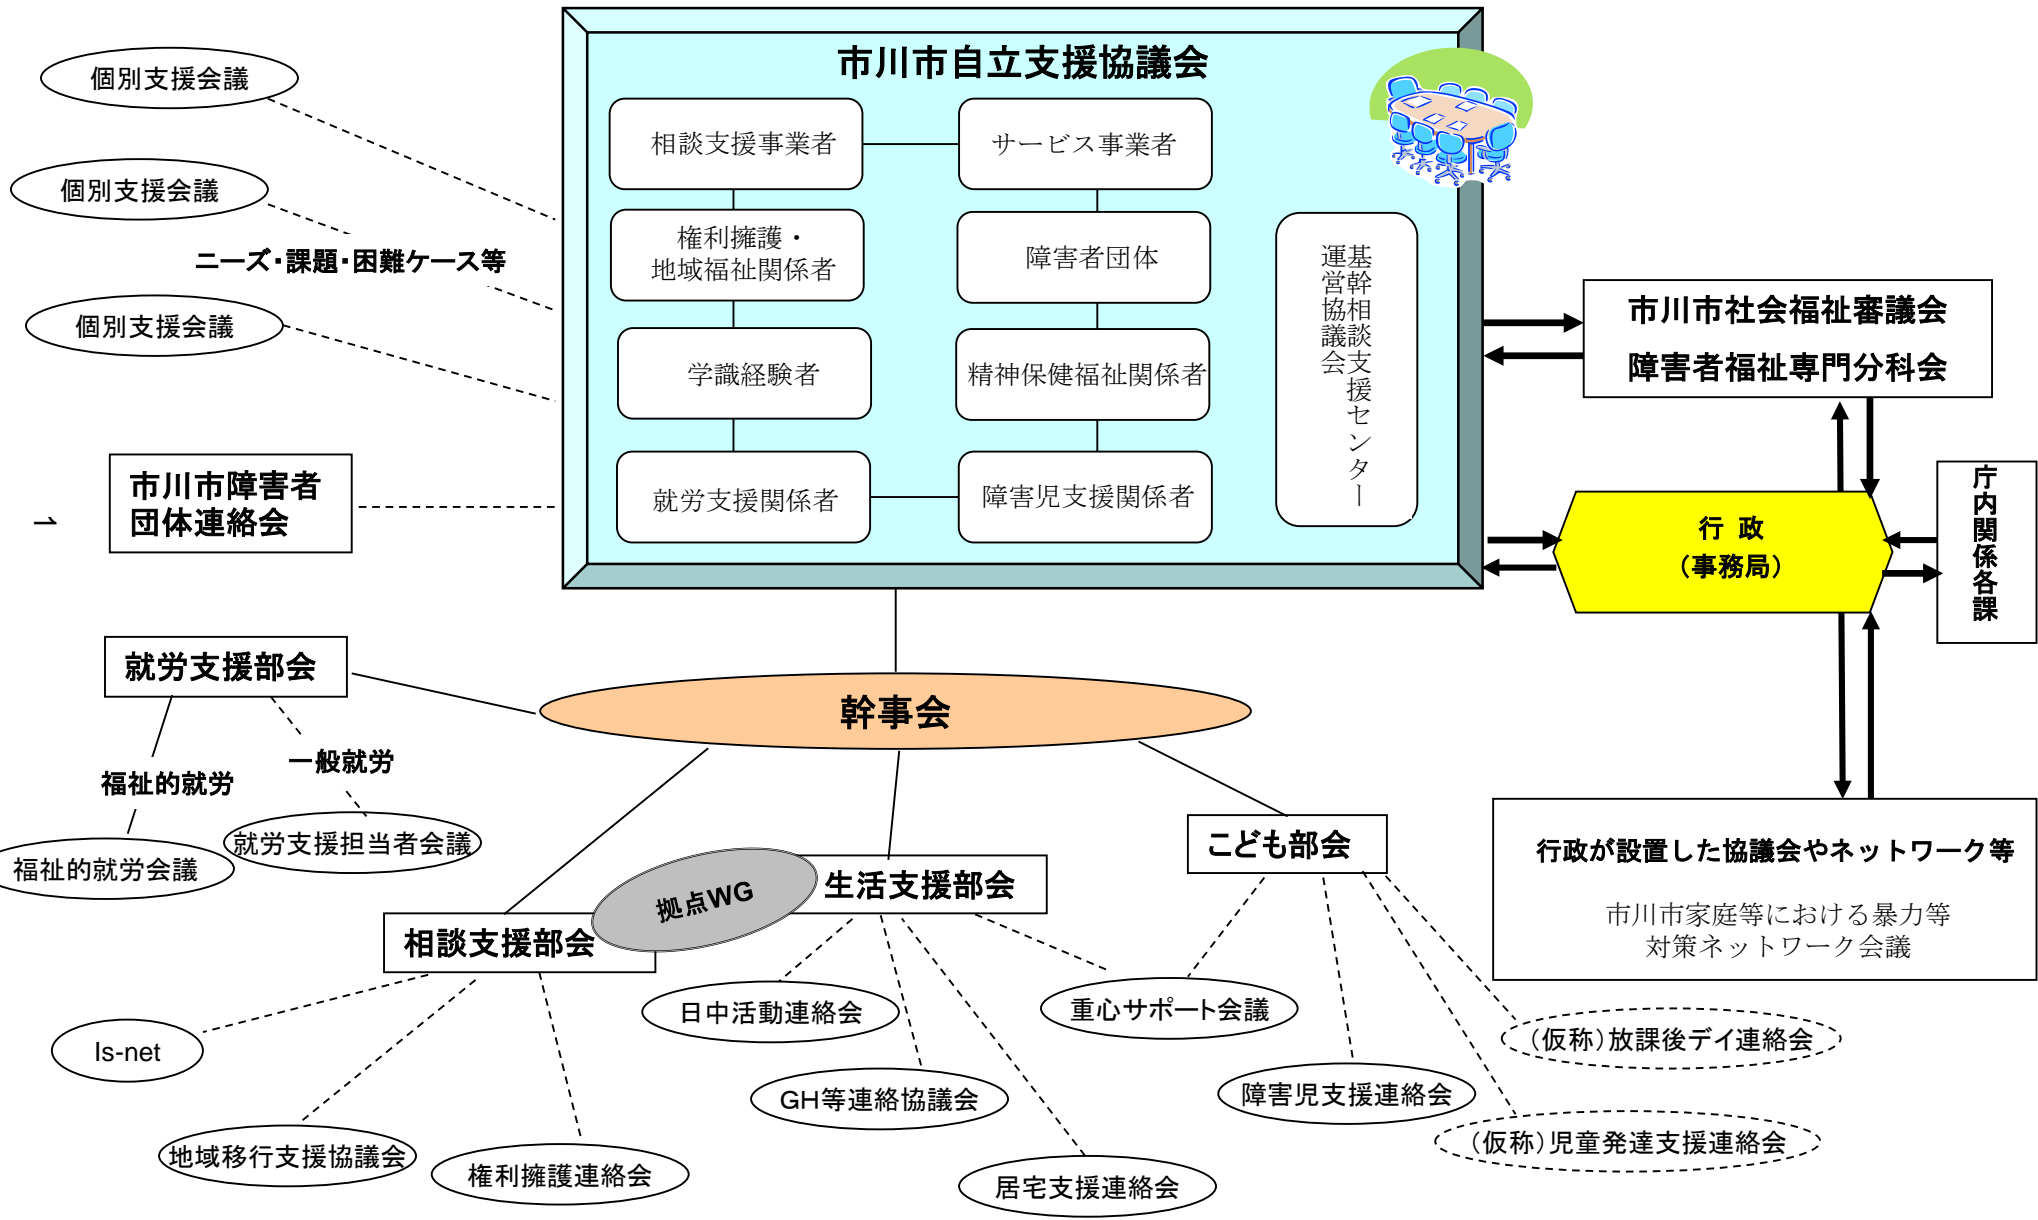 市川市自立支援協議会
個別支援会議
個別支援会議
ニーズ・課題・困難ケース等
個別支援会議
相談支援事業者
サービス事業者
権利擁護・
地域福祉関係者
障害者団体
学識経験者
精神保健福祉関係者
就労支援関係者
障害児支援関係者
基幹相談支援センター
運営協議会
市川市社会福祉審議会
障害者福祉専門分科会
市川市障害者
団体連絡会
行 政
（事務局）
庁内関係各課
就労支援部会
幹事会
福祉的就労
一般就労
福祉的就労会議
就労支援担当者会議
こども部会
拠点WG
生活支援部会
相談支援部会
行政が設置した協議会やネットワーク等
市川市家庭等における暴力等
対策ネットワーク会議
Is-net
日中活動連絡会
重心サポート会議
（仮称）放課後デイ連絡会
GH等連絡協議会
障害児支援連絡会
（仮称）児童発達支援連絡会
地域移行支援協議会
権利擁護連絡会
居宅支援連絡会